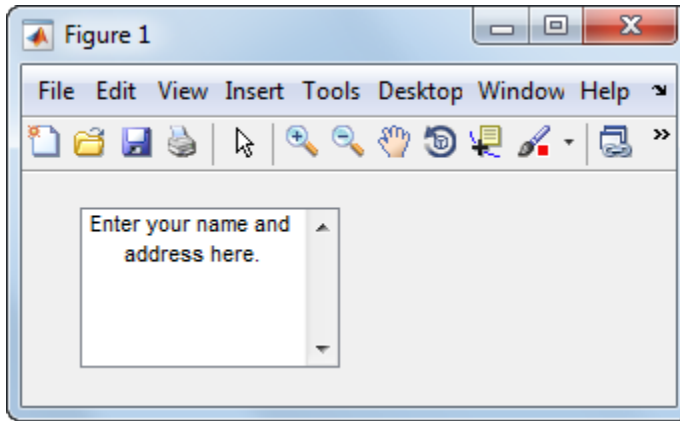 Figure 1
File Edit View Insert Tools Desktop Window Help
Enter your name and
address here.